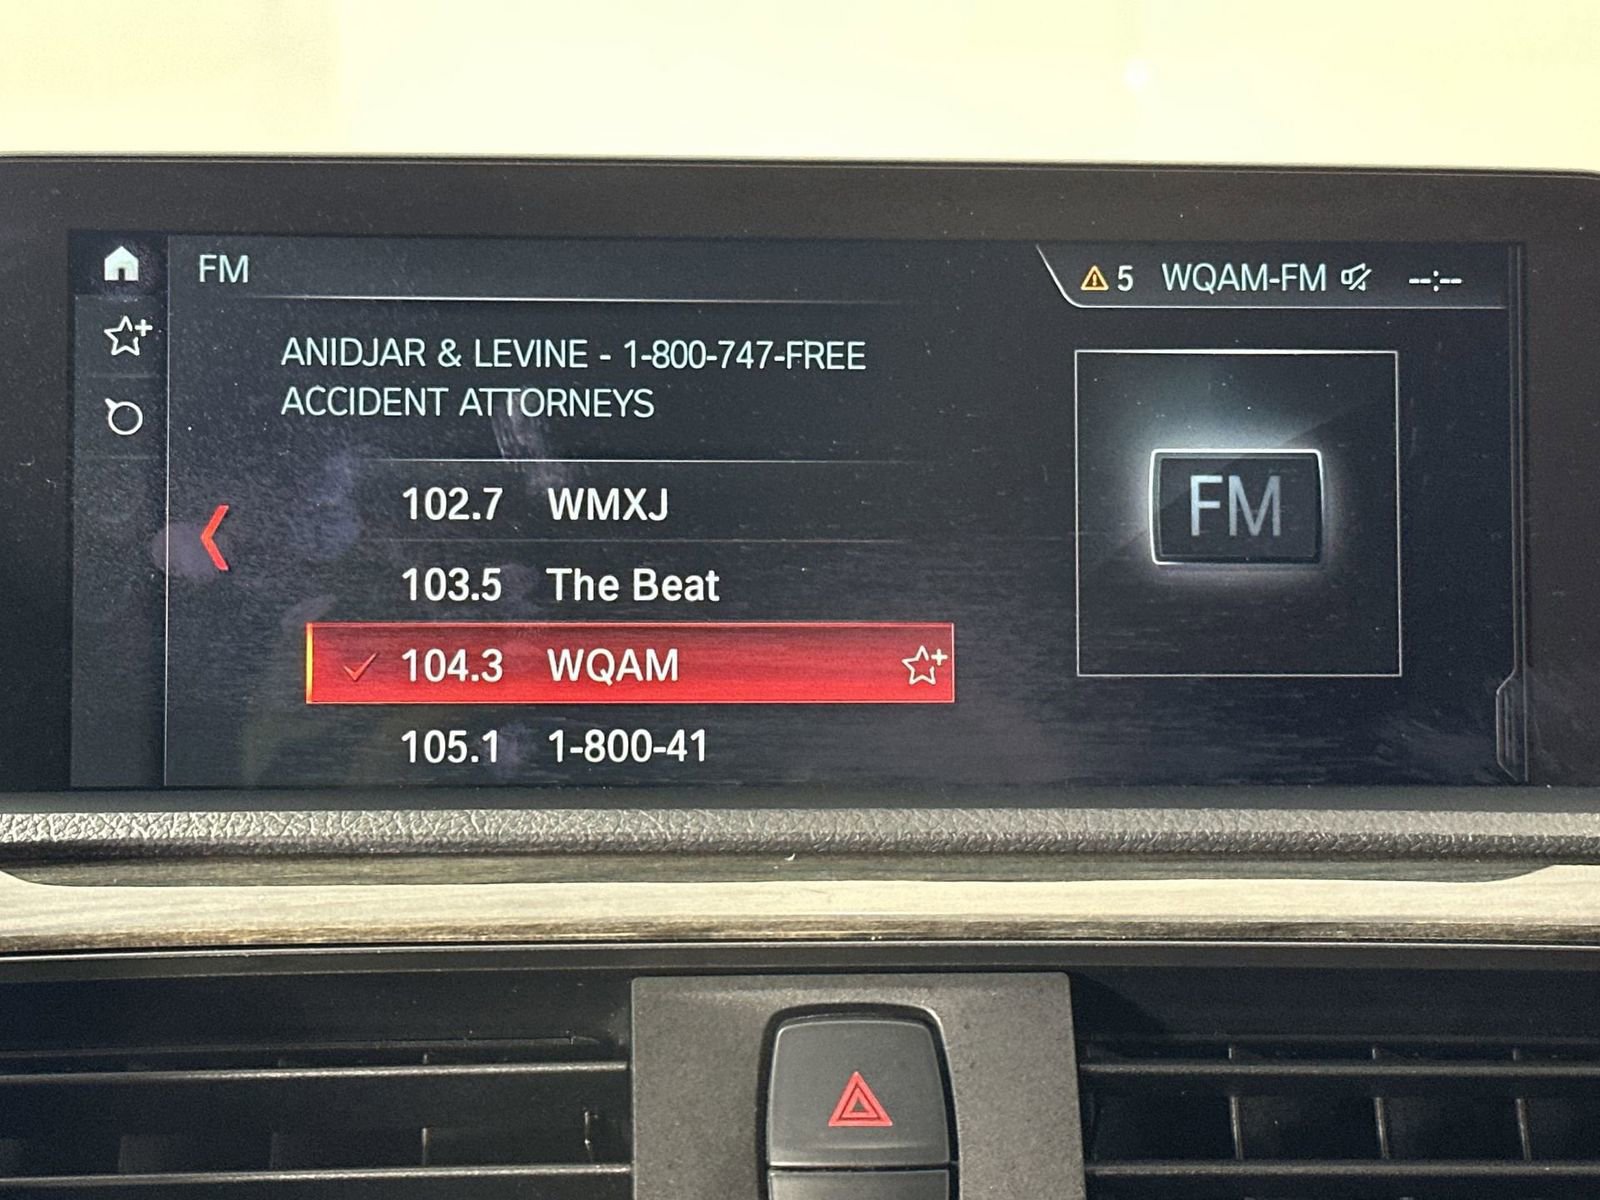 FM
5 WQAM-FM --:--
ANIDJAR & LEVINE - 1-800-747-FREE
ACCIDENT ATTORNEYS
102.7 WMXJ
103.5 The Beat
104.3 WQAM
105.1 1-800-41
FM